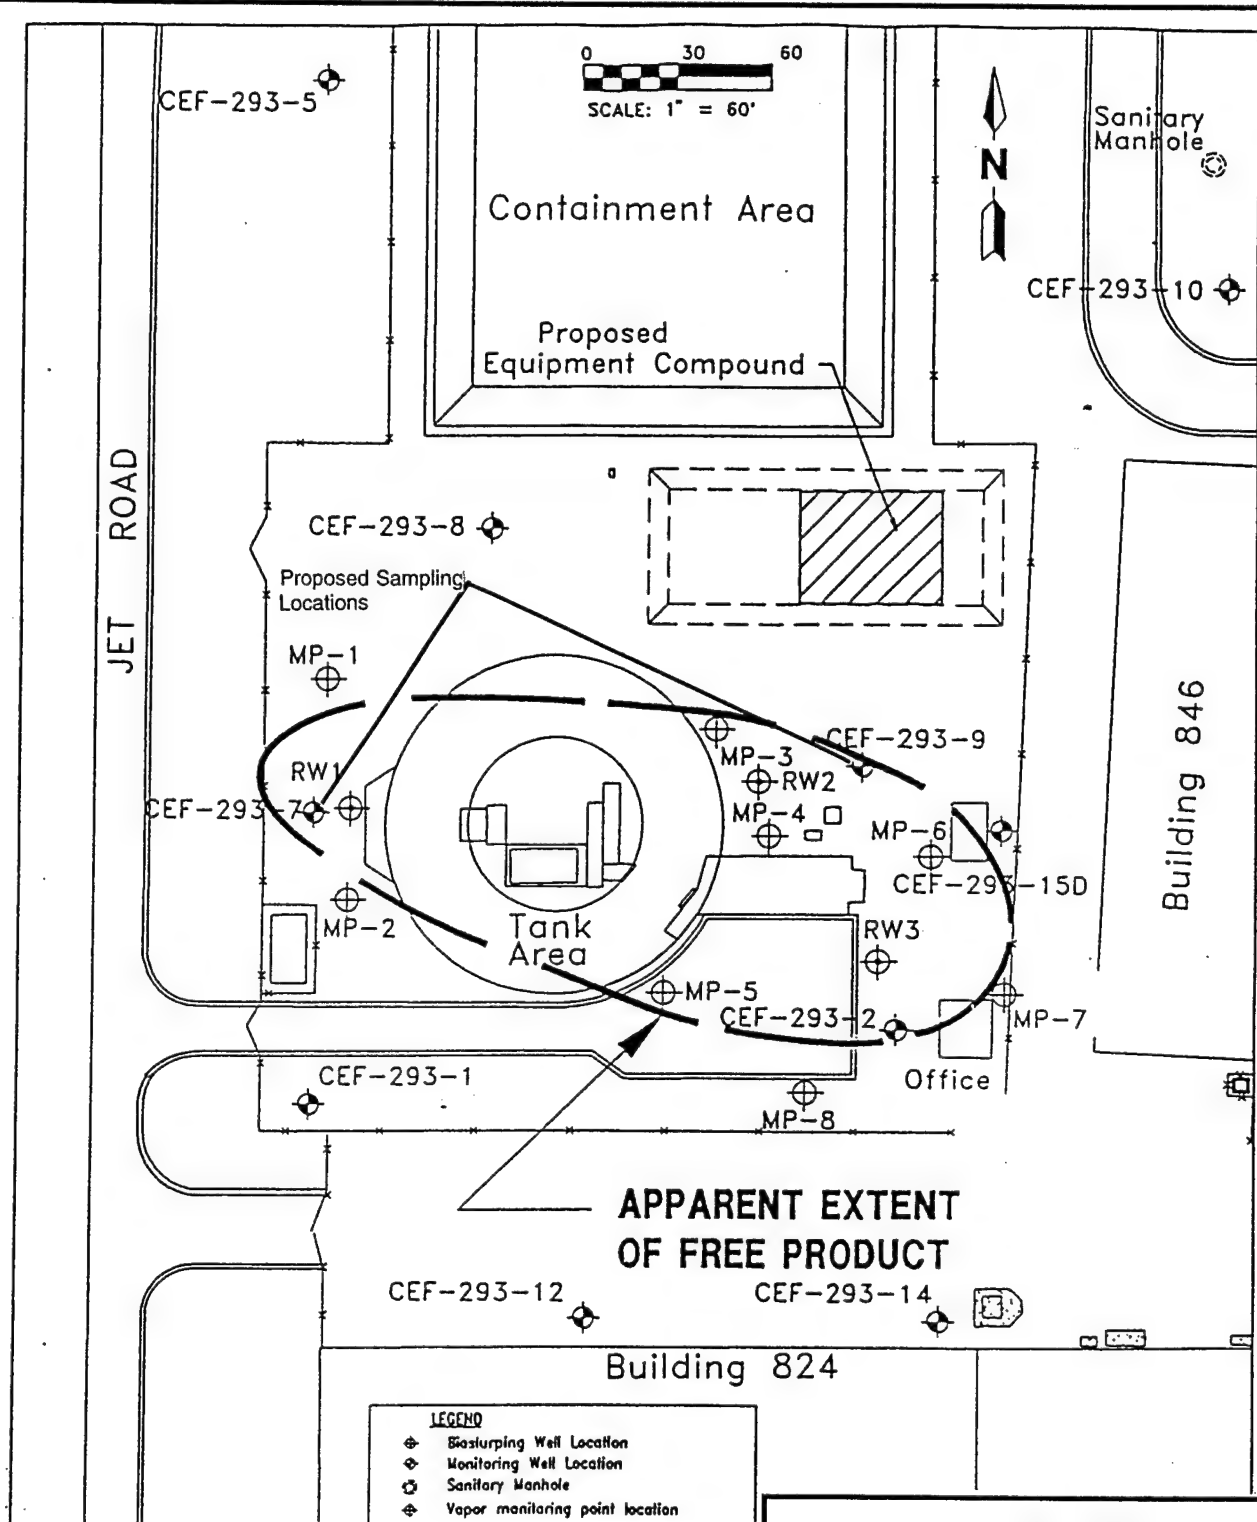 0 30 60
SCALE: 1" = 60'
CEF-293-5
Sanitary
Manhole
N
Containment Area
CEF-293-10
Proposed
Equipment Compound
JET ROAD
CEF-293-8
Proposed Sampling
Locations
MP-1
Building 846
CEF-293-9
MP-3
RW1
RW2
CEF-293-7
MP-4
MP-6
CEF-293-15D
MP-2
Tank
Area
RW3
MP-5
CEF-293-2
MP-7
Office
CEF-293-1
MP-8
APPARENT EXTENT
OF FREE PRODUCT
CEF-293-12
CEF-293-14
Building 824
LEGEND
Bioslurping Well Location
Monitoring Well Location
Sanitary Manhole
Vapor monitoring point location